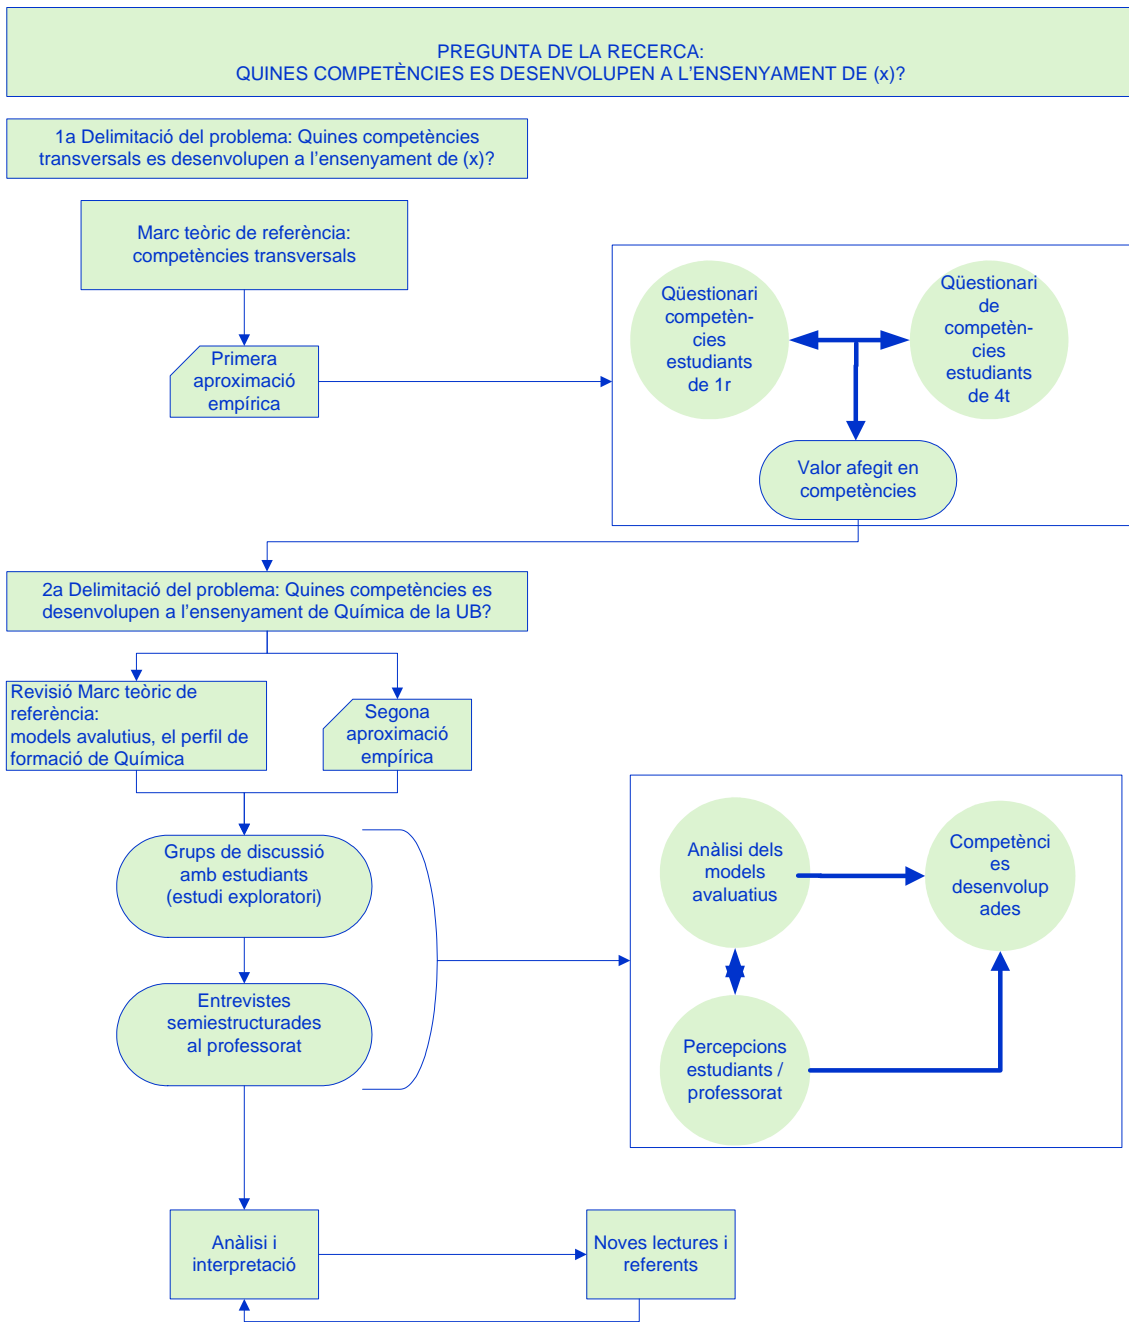 PREGUNTA DE LA RECERCA:
QUINES COMPETÈNCIES ES DESENVOLUPEN A L’ENSENYAMENT DE (x)?
1a Delimitació del problema: Quines competències
transversals es desenvolupen a l’ensenyament de (x)?
Marc teòric de referència:
competències transversals
Primera
aproximació
empírica
Qüestionari
competèn-
cies
estudiants
de 1r
Qüestionari
de
competèn-
cies
estudiants
de 4t
Valor afegit en
competències
2a Delimitació del problema: Quines competències es
desenvolupen a l’ensenyament de Química de la UB?
Revisió Marc teòric de
referència:
models avalutius, el perfil de
formació de Química
Segona
aproximació
empírica
Grups de discussió
amb estudiants
(estudi exploratori)
Entrevistes
semiestructurades
al professorat
Anàlisi dels
models
avaluatius
Competènci
es
desenvolup
ades
Percepcions
estudiants /
professorat
Anàlisi i
interpretació
Noves lectures i
referents